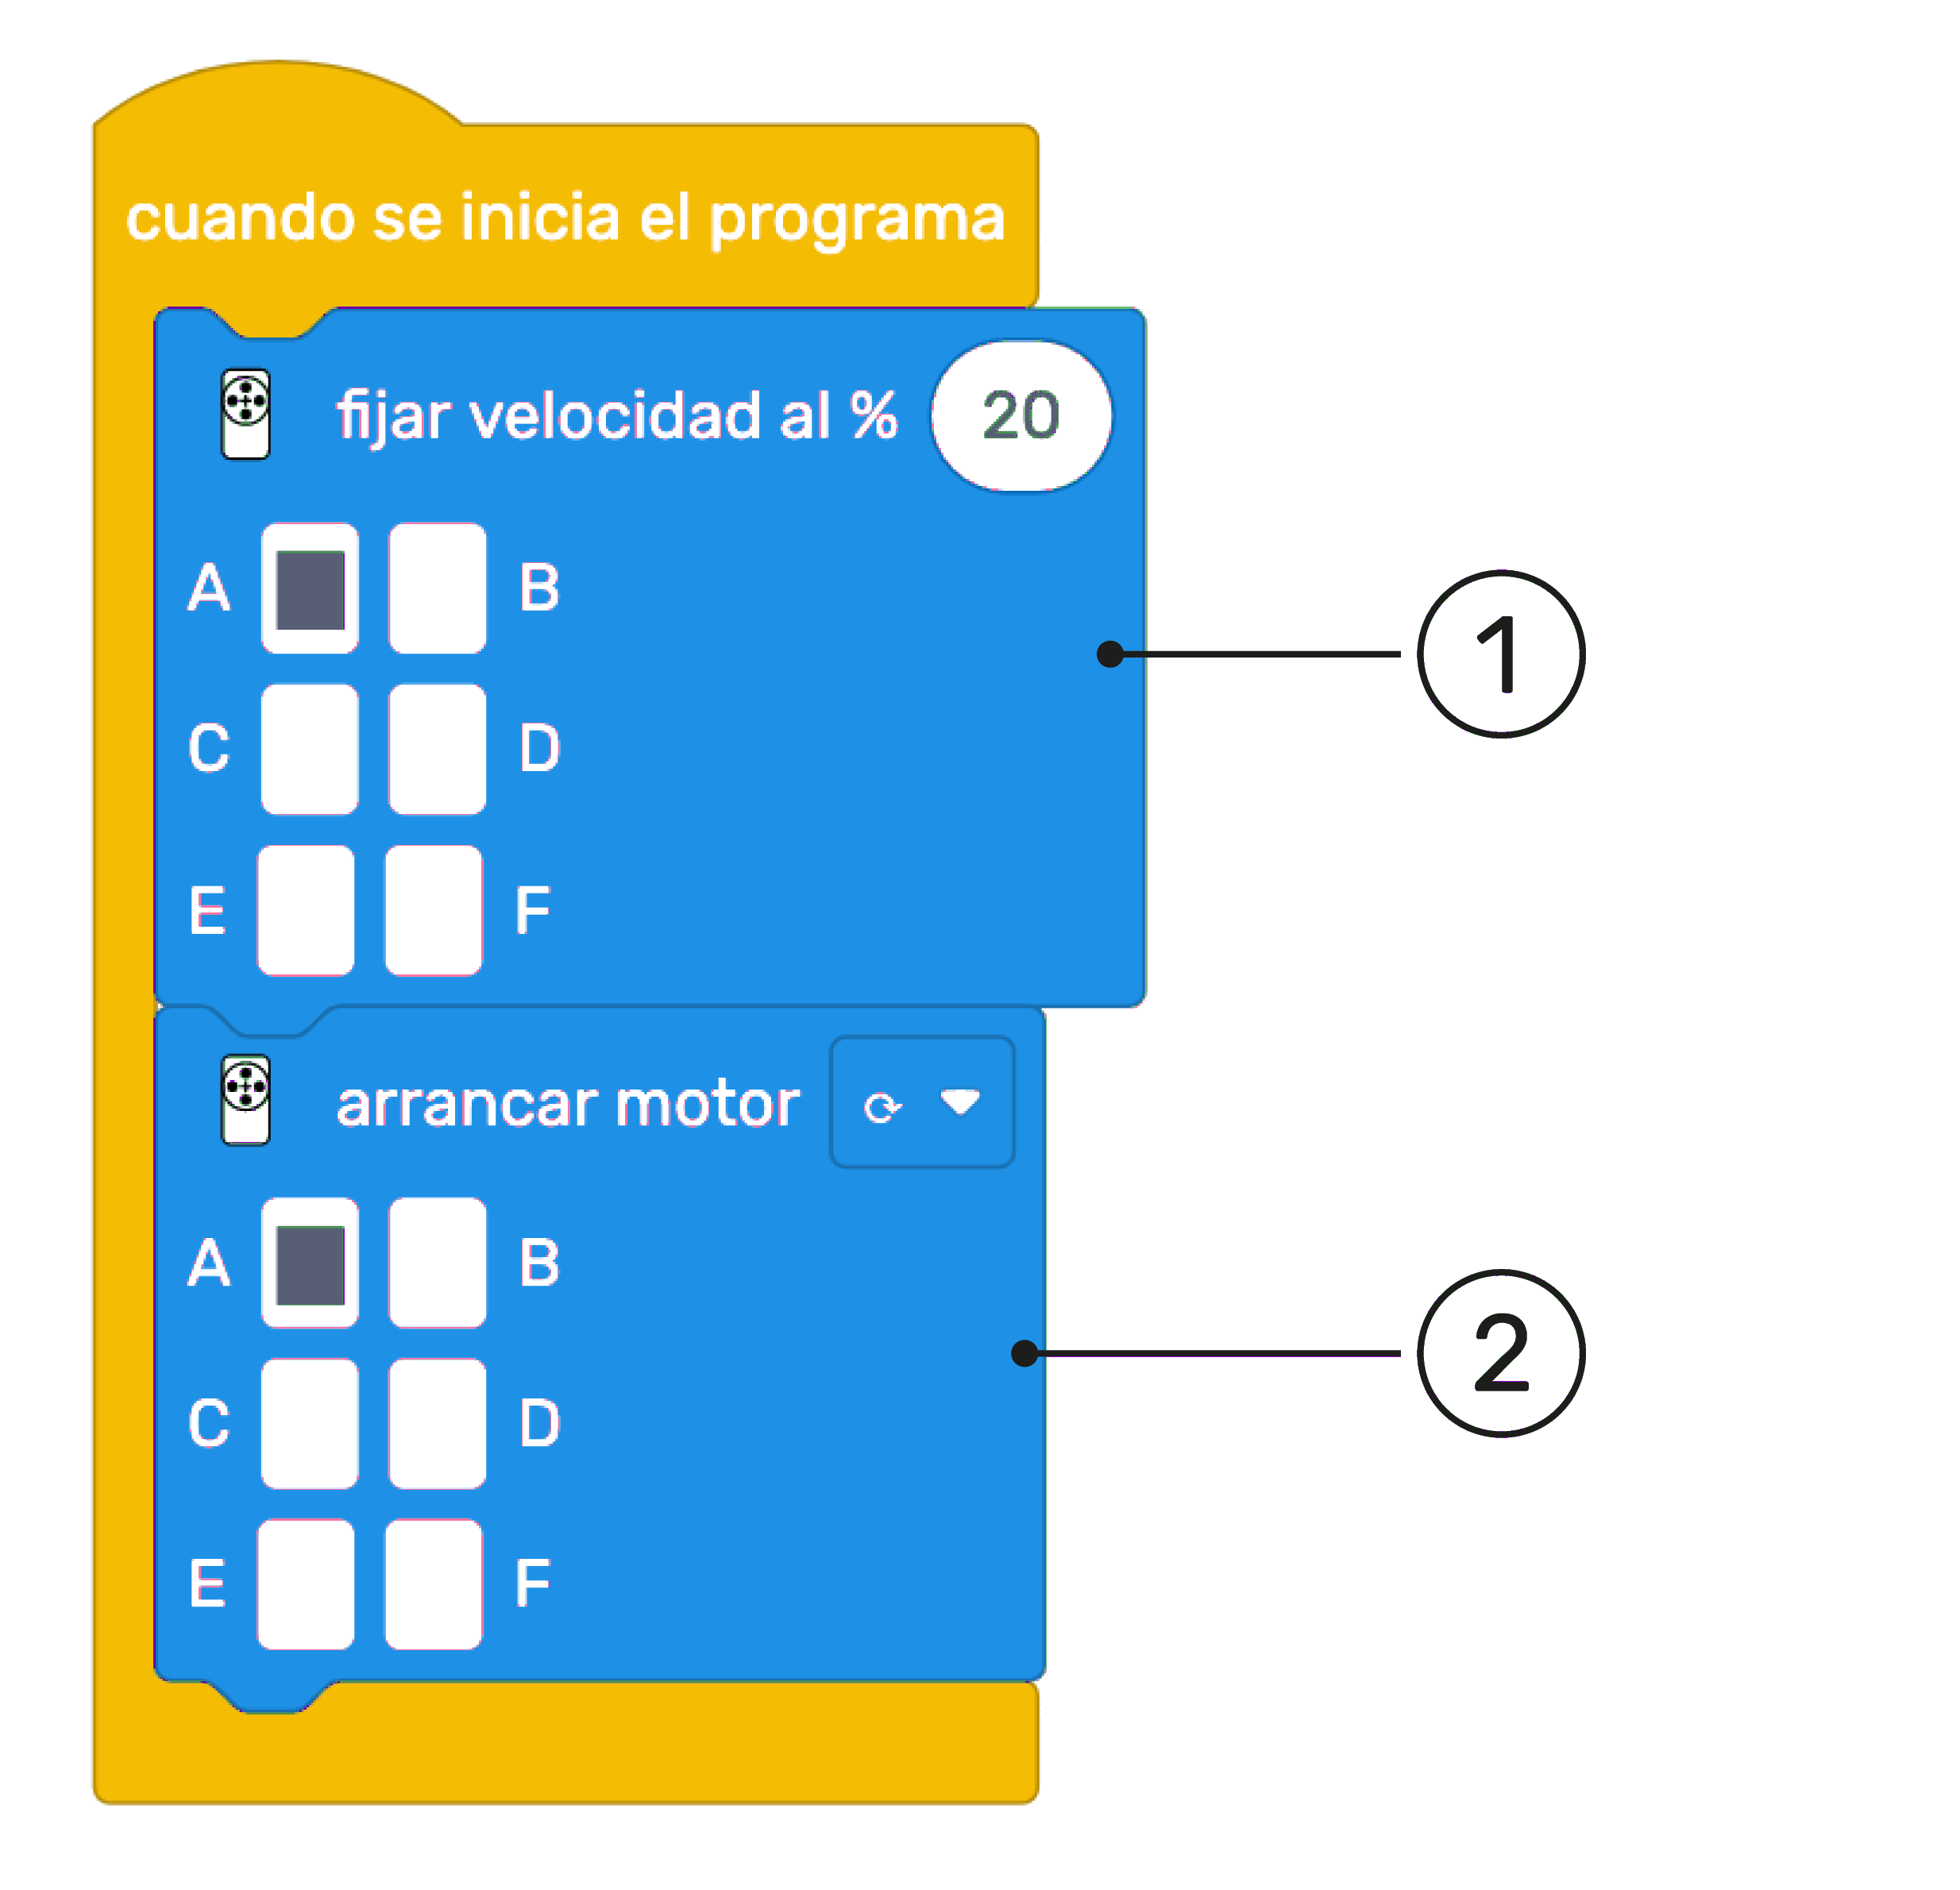 cuando se inicia el programa
fijar velocidad al % 20
A B
C D
E F
1
arrancar motor
A B
C D
E F
2